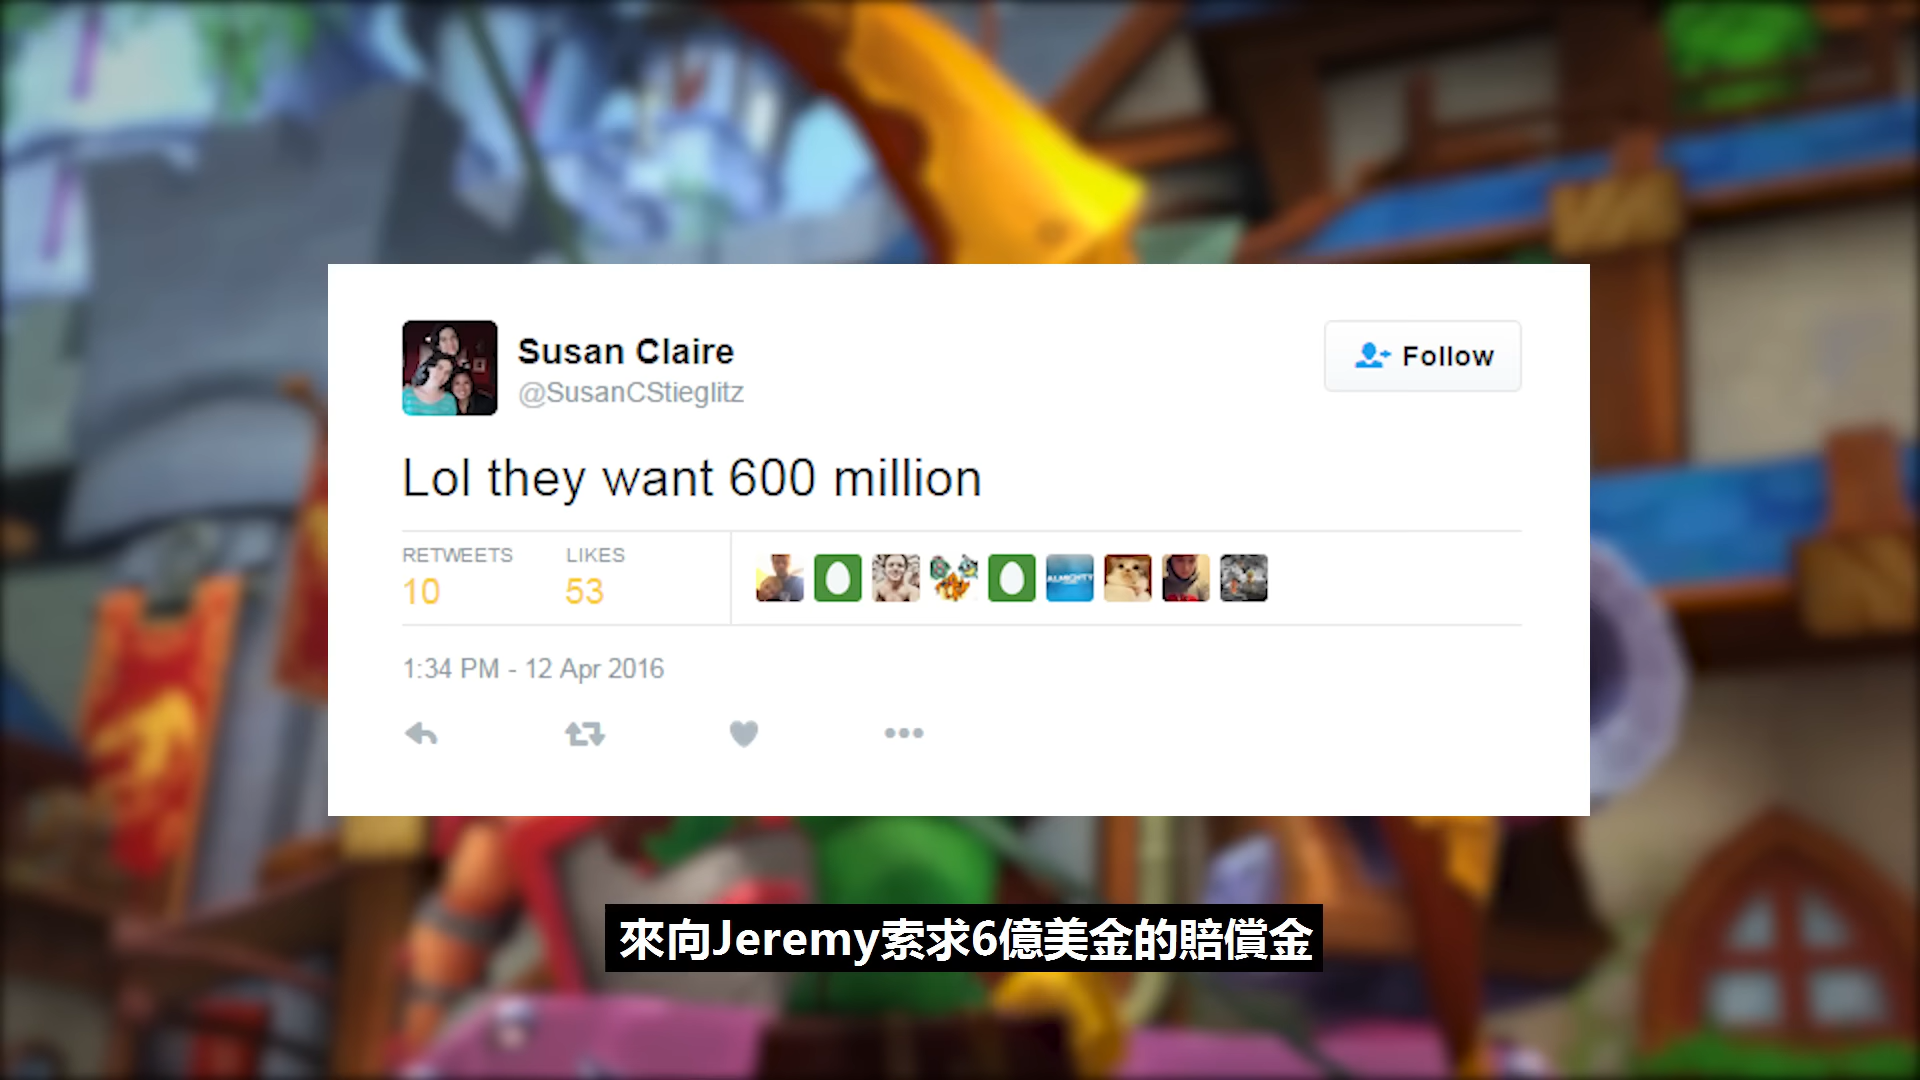 Susan Claire
@SusanCStieglitz
Follow
Lol they want 600 million
RETWEETS
10
LIKES
53
ALMIGHTY
1:34 PM - 12 Apr 2016
來向Jeremy索求6億美金的賠償金